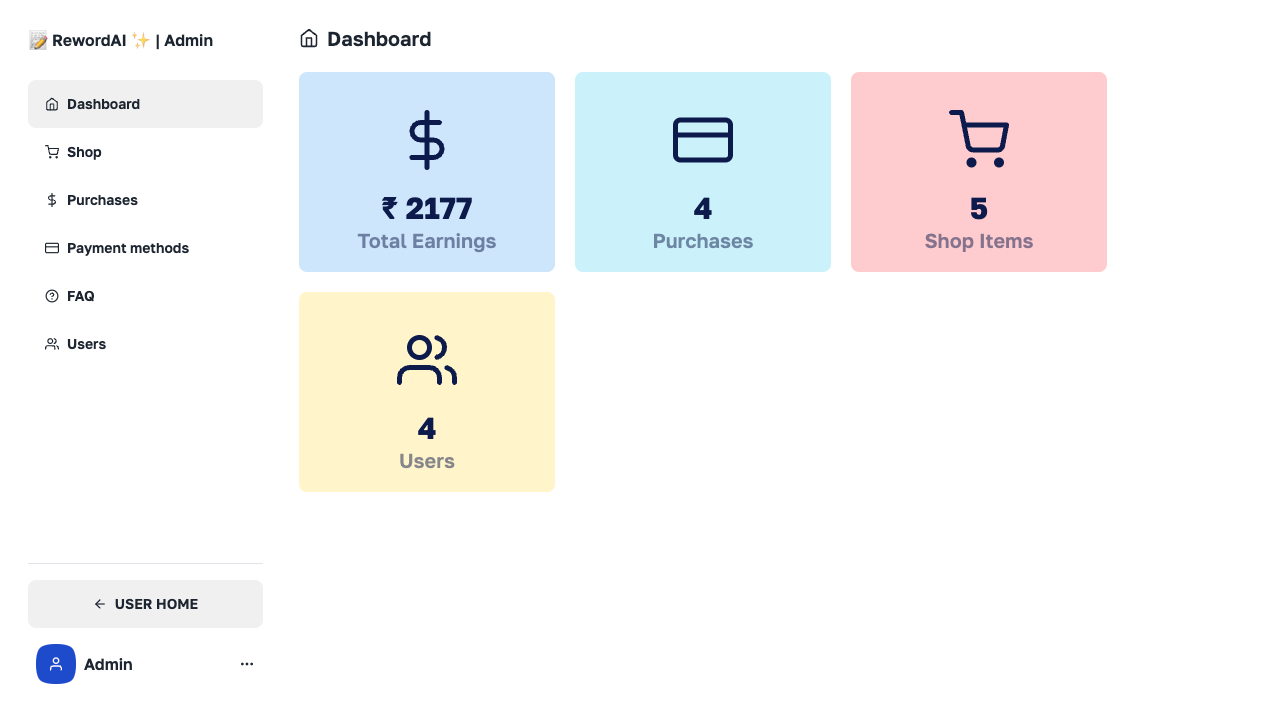 📝 RewordAI ✨ | Admin
Dashboard
Shop
Purchases
Payment methods
FAQ
Users
← USER HOME
Admin
Dashboard
₹ 2177
Total Earnings
4
Purchases
5
Shop Items
4
Users